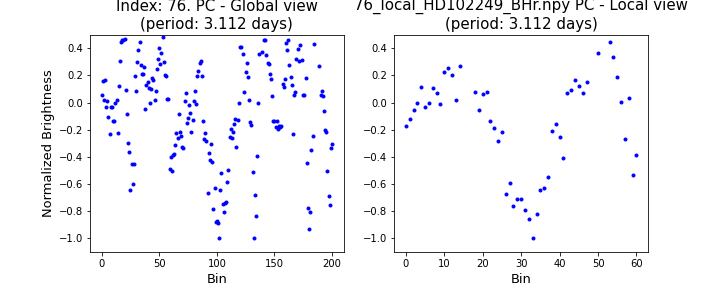 Index: 76. PC - Global view
(period: 3.112 days)
76_local_HD102249_BHr.npy PC - Local view
(period: 3.112 days)
Normalized Brightness
0.4
0.2
0.0
−0.2
−0.4
−0.6
−0.8
−1.0
0 50 100 150 200
Bin
0.4
0.2
0.0
−0.2
−0.4
−0.6
−0.8
−1.0
0 10 20 30 40 50 60
Bin